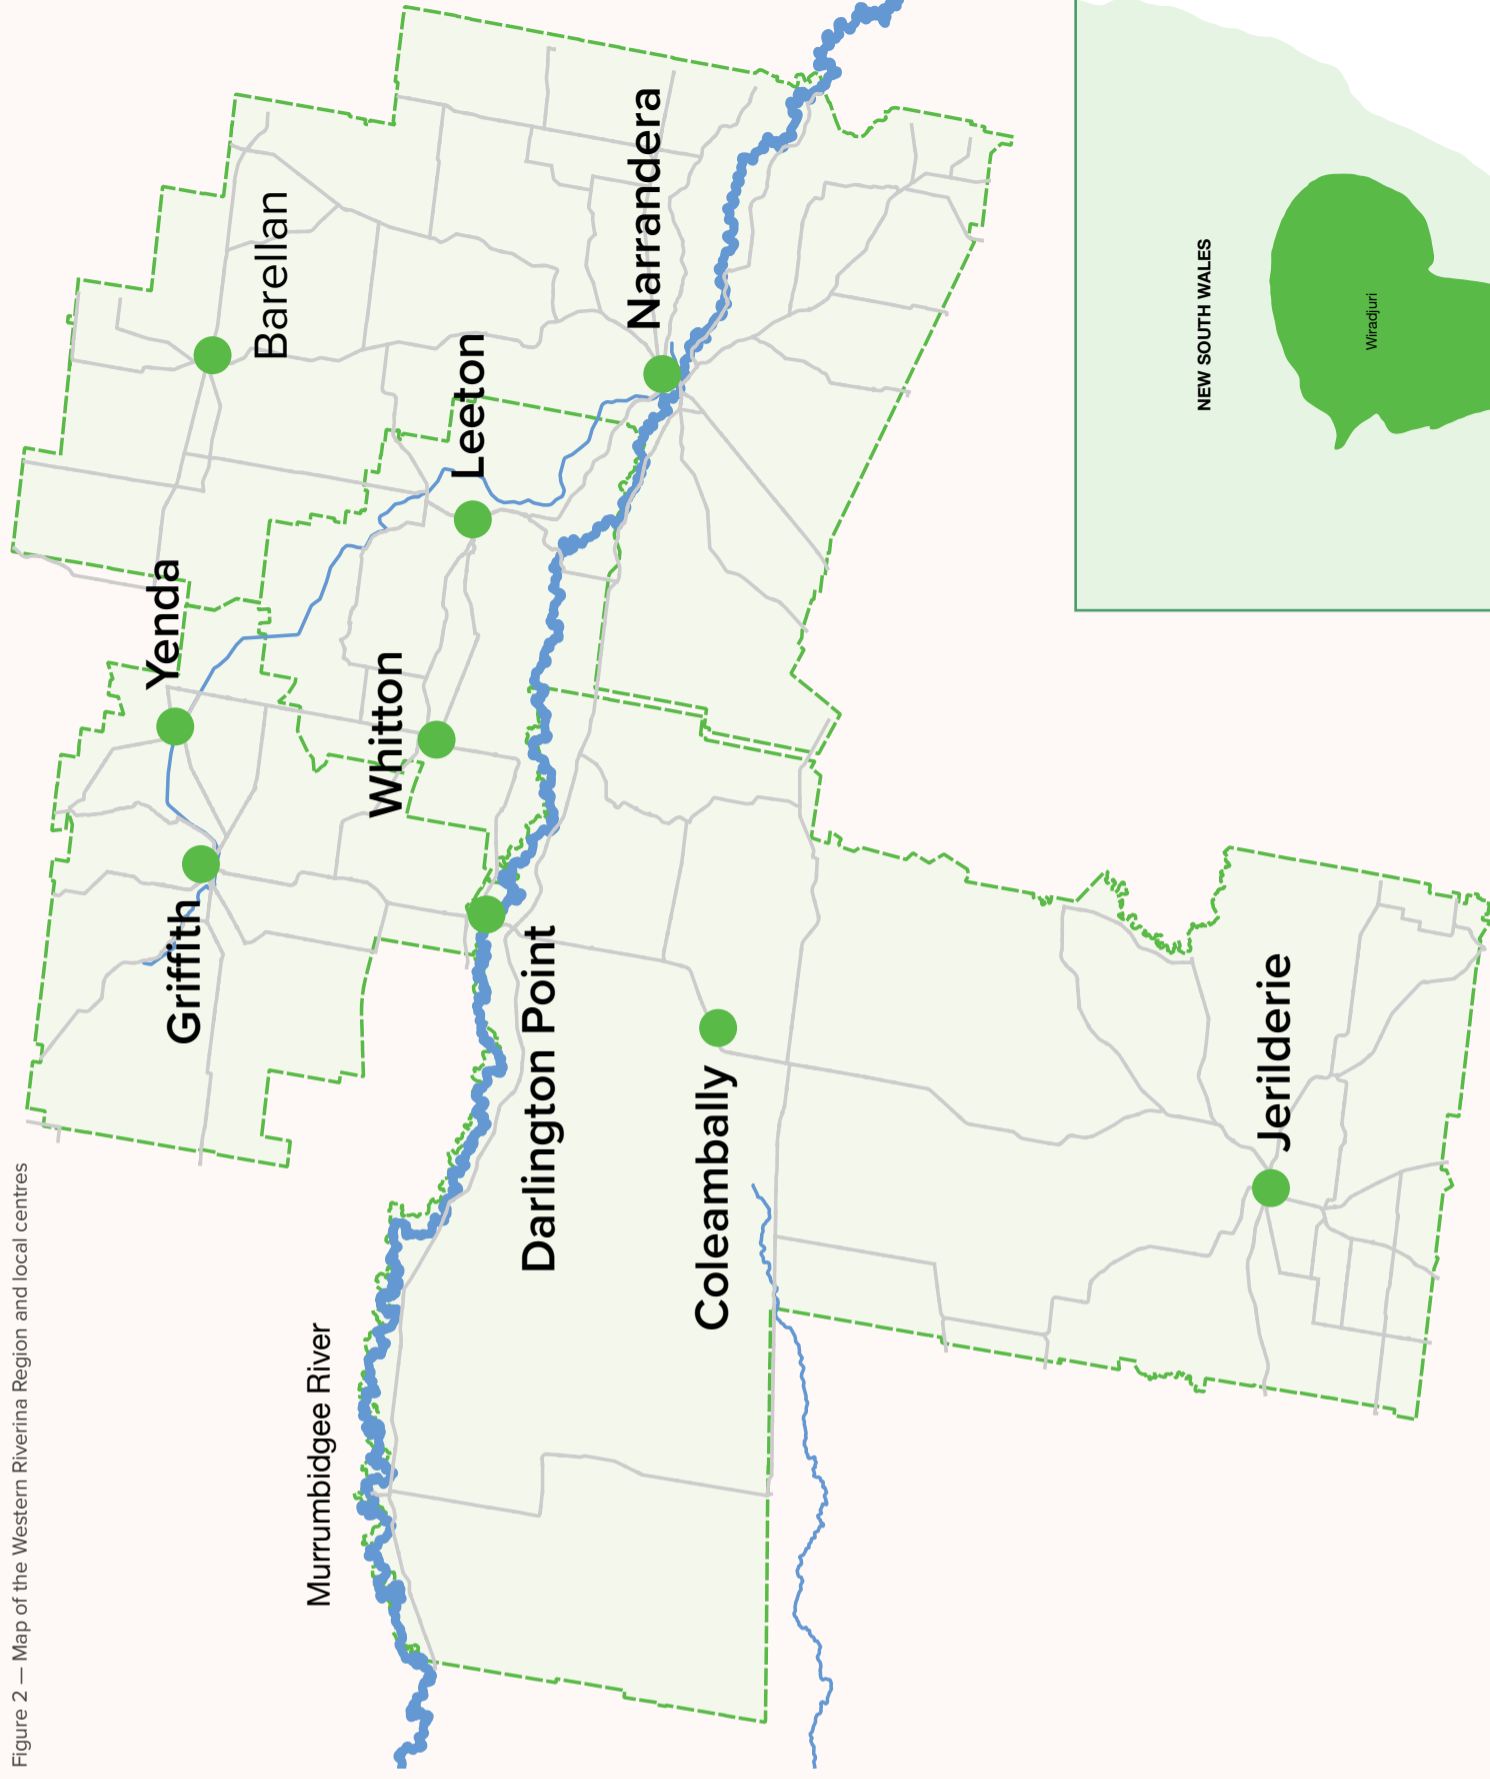 Figure 2 — Map of the Western Riverina Region and local centres
Murrumbidgee River
Griffith
Yenda
Barellan
Whitton
Leeton
Darlington Point
Narrandera
Coleambally
Jerilderie
NEW SOUTH WALES
Wiradjuri